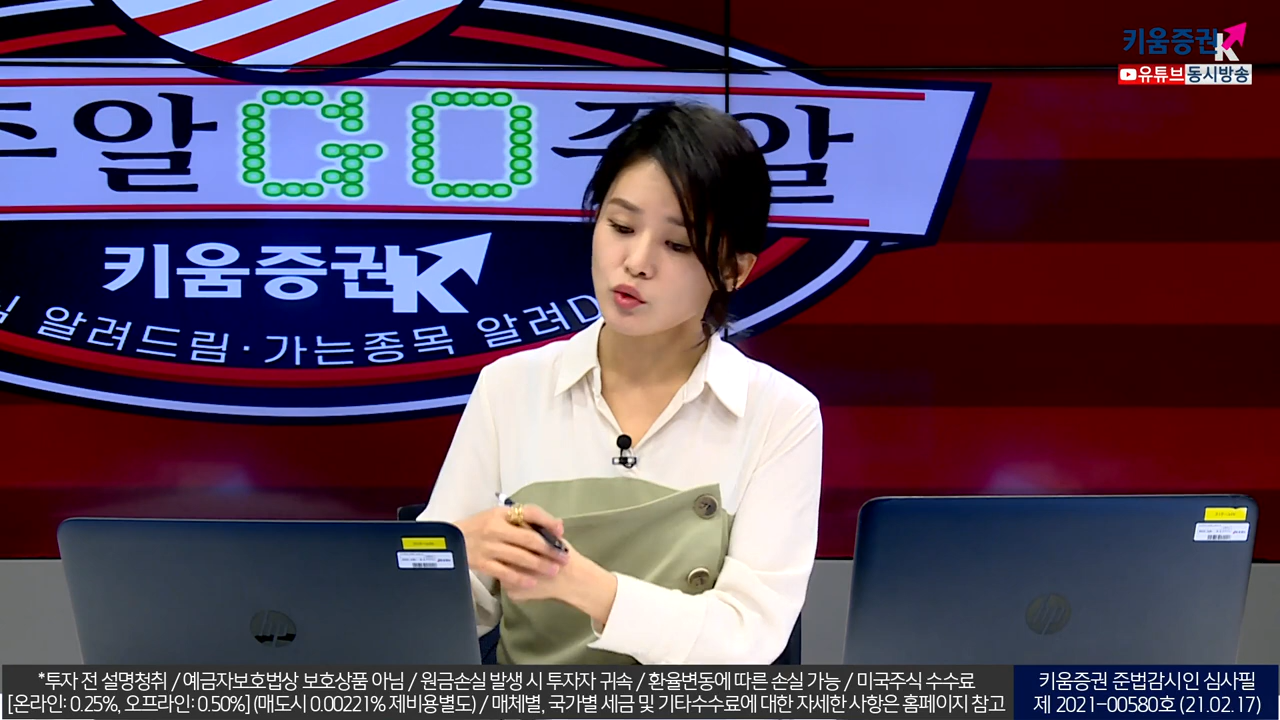 키움증권
유튜브동시방송
주알GO주알
키움증권
알려드림·가는종목 알려D
*투자 전 설명청취 / 예금자보호법상 보호상품 아님 / 원금손실 발생 시 투자자 귀속 / 환율변동에 따른 손실 가능 / 미국주식 수수료
[온라인: 0.25%, 오프라인: 0.50%] (매도시 0.00221% 제비용별도) / 매체별, 국가별 세금 및 기타수수료에 대한 자세한 사항은 홈페이지 참고
키움증권 준법감시인 심사필
제 2021-00580호 (21.02.17)
hp